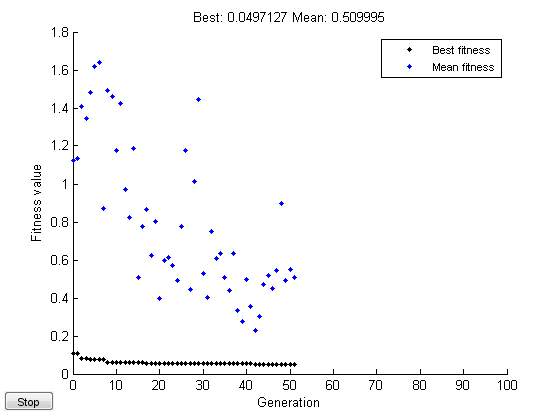 Best: 0.0497127 Mean: 0.509995
1.8
1.6
1.4
1.2
1
0.8
0.6
0.4
0.2
0
Fitness value
Best fitness
Mean fitness
0 10 20 30 40 50 60 70 80 90 100
Generation
Stop